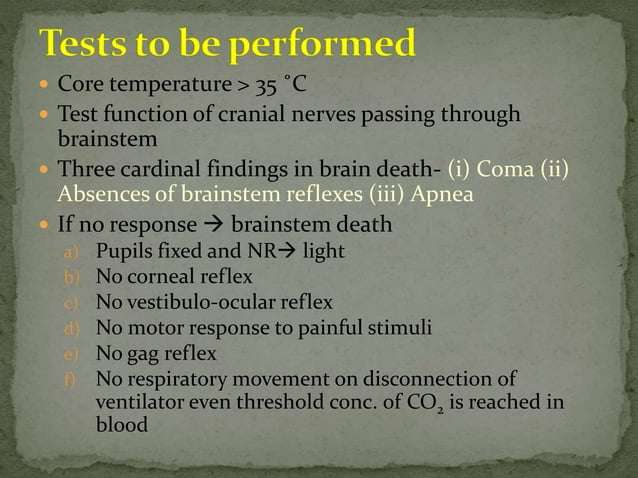 Tests to be performed
• Core temperature > 35 ˚C
• Test function of cranial nerves passing through
brainstem
• Three cardinal findings in brain death- (i) Coma (ii)
Absences of brainstem reflexes (iii) Apnea
• If no response → brainstem death
a) Pupils fixed and NR→ light
b) No corneal reflex
c) No vestibulo-ocular reflex
d) No motor response to painful stimuli
e) No gag reflex
f) No respiratory movement on disconnection of
ventilator even threshold conc. of CO₂ is reached in
blood